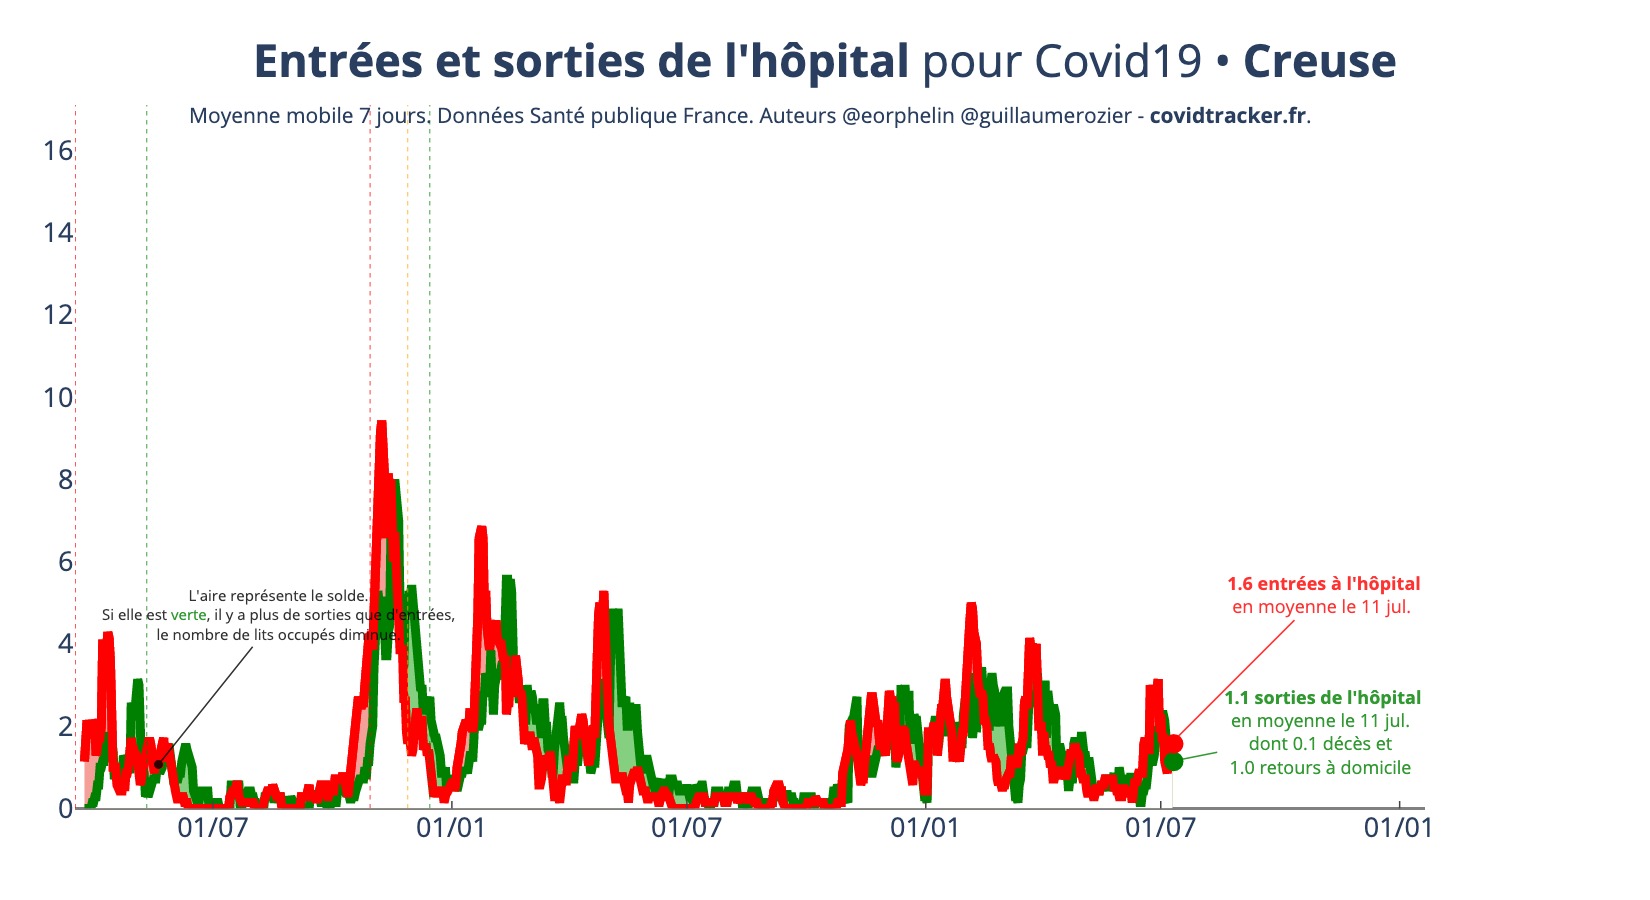 Entrées et sorties de l'hôpital pour Covid19 • Creuse
Moyenne mobile 7 jours. Données Santé publique France. Auteurs @eorphelin @guillaumerozier - covidtracker.fr.
16
14
12
10
8
6
4
2
0
L'aire représente le solde.
Si elle est verte, il y a plus de sorties que d'entrées,
le nombre de lits occupés diminue.
1.6 entrées à l'hôpital
en moyenne le 11 jul.
1.1 sorties de l'hôpital
en moyenne le 11 jul.
dont 0.1 décès et
1.0 retours à domicile
01/07
01/01
01/07
01/01
01/07
01/01